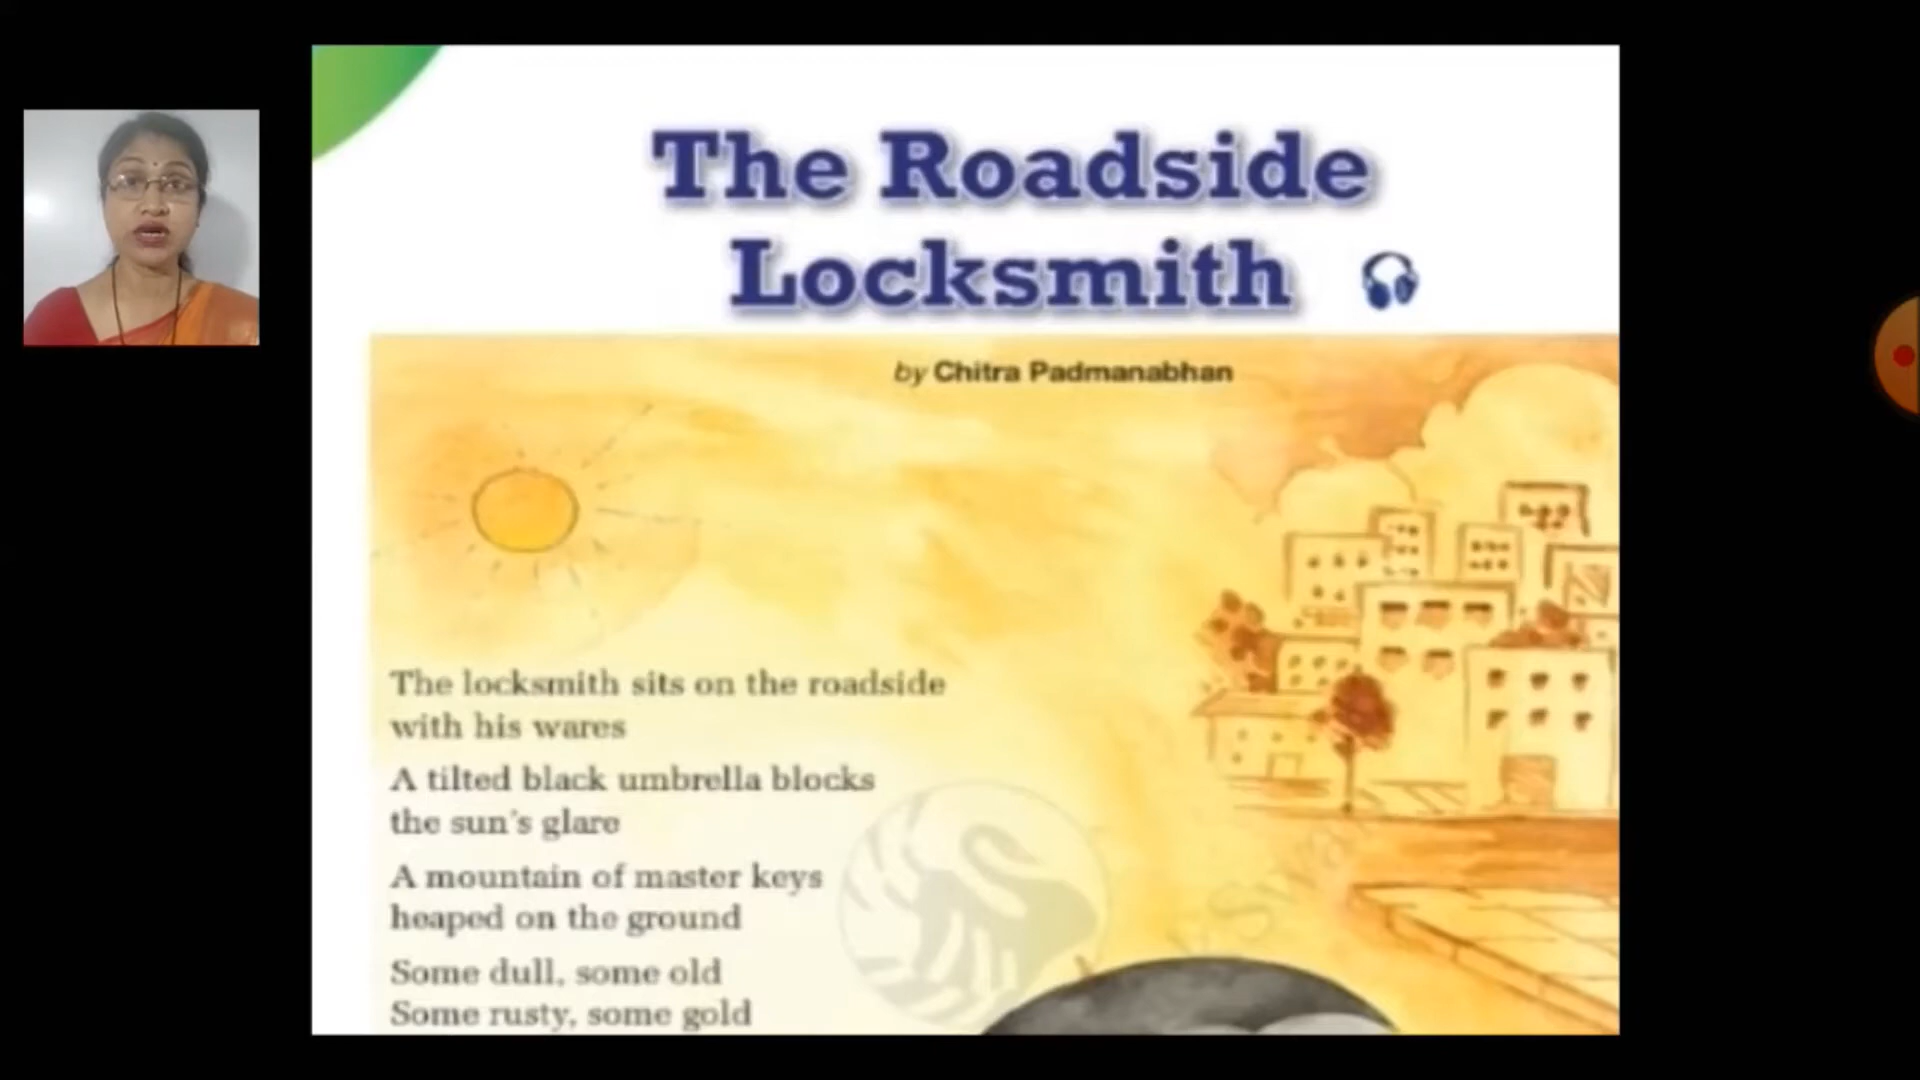 The Roadside
Locksmith
by Chitra Padmanabhan
The locksmith sits on the roadside
with his wares
A tilted black umbrella blocks
the sun's glare
A mountain of master keys
heaped on the ground
Some dull, some old
Some rusty, some gold